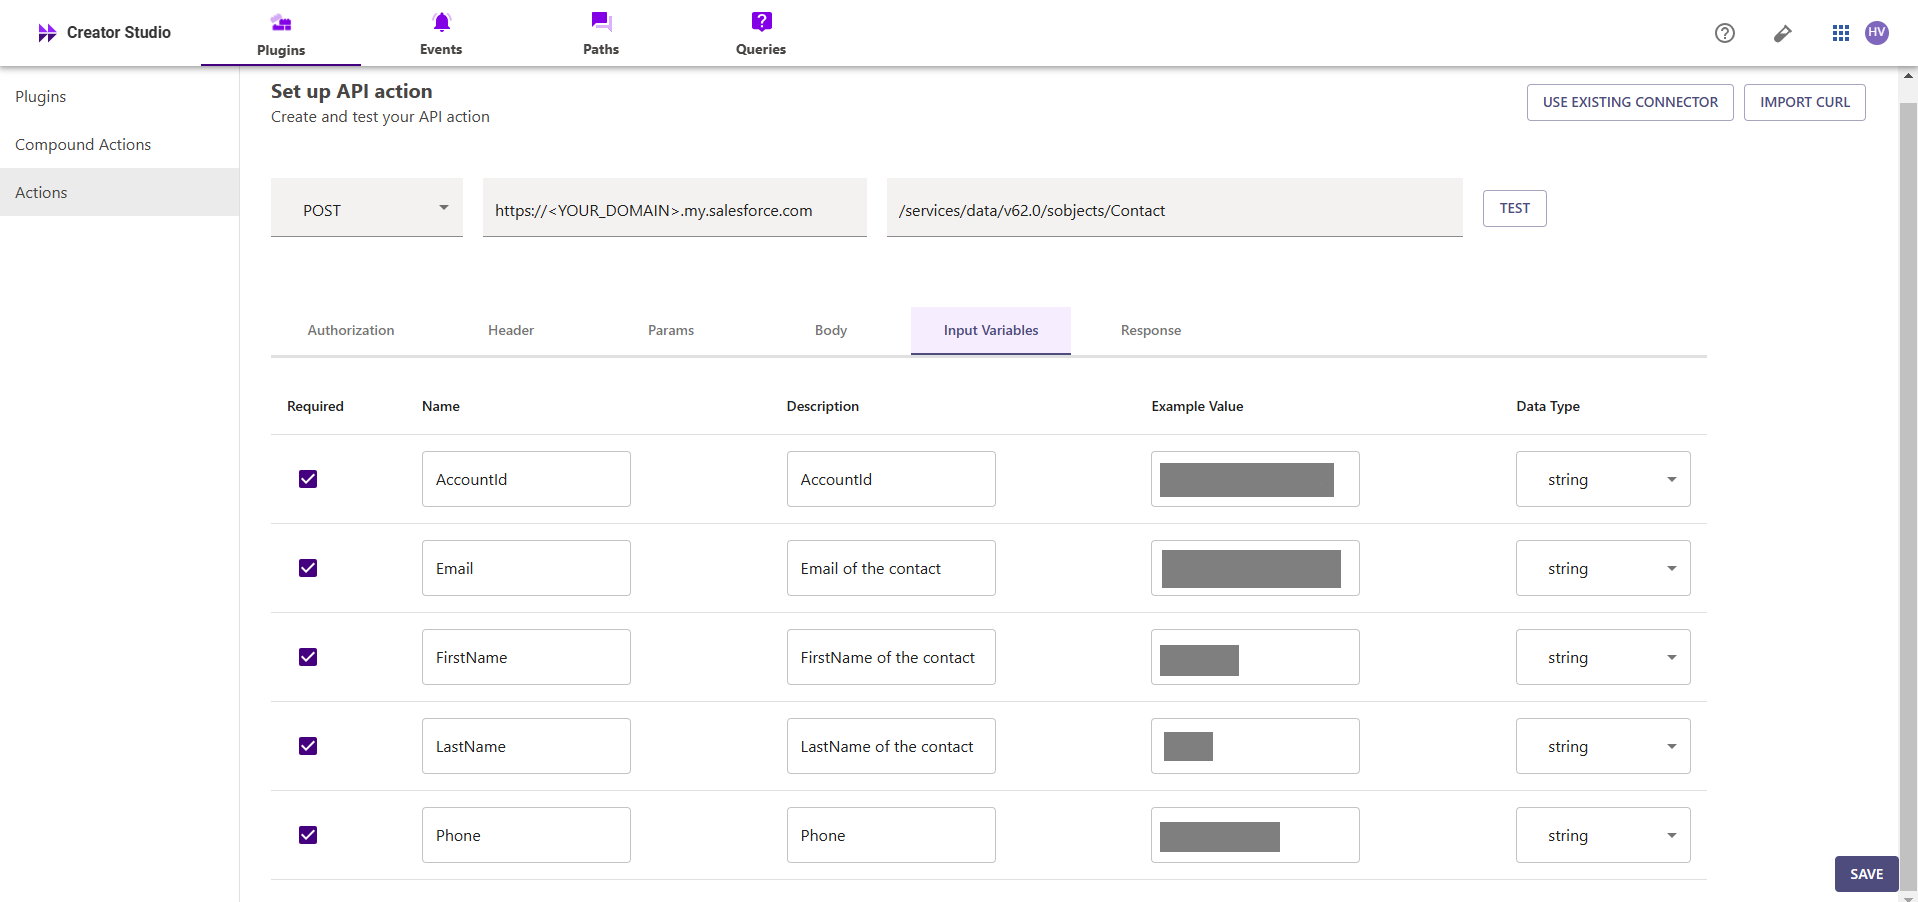 Creator Studio
Plugins
Events
Paths
Queries
?
HV
Plugins
Compound Actions
Actions
Set up API action
Create and test your API action
USE EXISTING CONNECTOR
IMPORT CURL
POST
https://<YOUR_DOMAIN>.my.salesforce.com
/services/data/v62.0/sobjects/Contact
TEST
Authorization
Header
Params
Body
Input Variables
Response
Required Name Description Example Value Data Type
AccountId AccountId string
Email Email of the contact string
FirstName FirstName of the contact string
LastName LastName of the contact string
Phone Phone string
SAVE